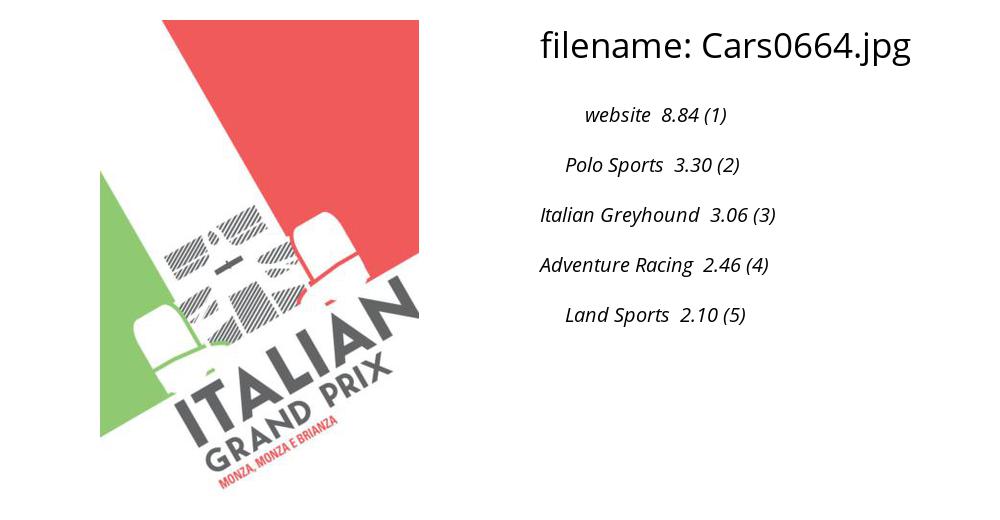 filename: Cars0664.jpg
website 8.84 (1)
Polo Sports 3.30 (2)
Italian Greyhound 3.06 (3)
Adventure Racing 2.46 (4)
Land Sports 2.10 (5)
ITALIAN
GRAND PRIX
MONZA, MONZA E BRIANZA